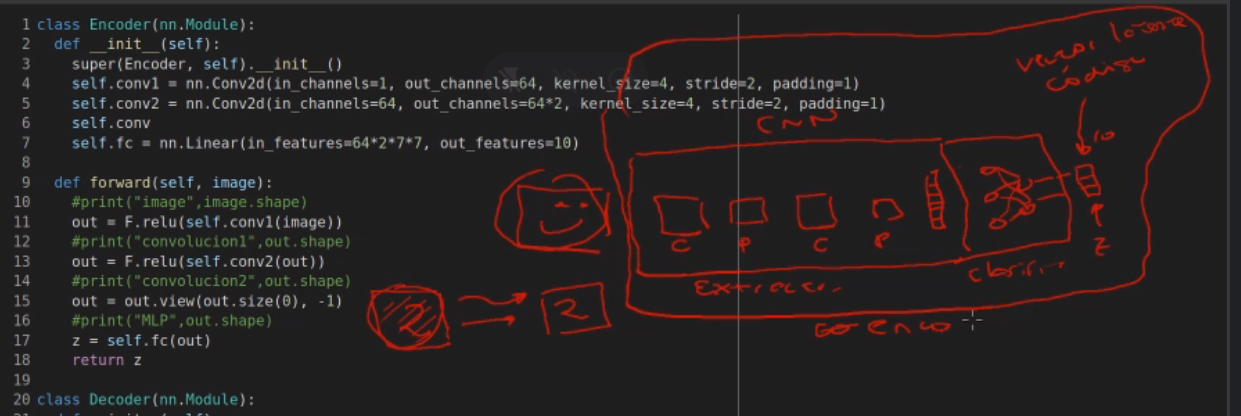 1 class Encoder(nn.Module):
2 def __init__(self):
3 super(Encoder, self).__init__()
4 self.conv1 = nn.Conv2d(in_channels=1, out_channels=64, kernel_size=4, stride=2, padding=1)
5 self.conv2 = nn.Conv2d(in_channels=64, out_channels=64*2, kernel_size=4, stride=2, padding=1)
6 self.conv
7 self.fc = nn.Linear(in_features=64*2*7*7, out_features=10)
8
9 def forward(self, image):
10 #print("image",image.shape)
11 out = F.relu(self.conv1(image))
12 #print("convolucion1",out.shape)
13 out = F.relu(self.conv2(out))
14 #print("convolucion2",out.shape)
15 out = out.view(out.size(0), -1)
16 #print("MLP",out.shape)
17 z = self.fc(out)
18 return z
19
20 class Decoder(nn.Module):
CNN
10
C P C P
z
2 2